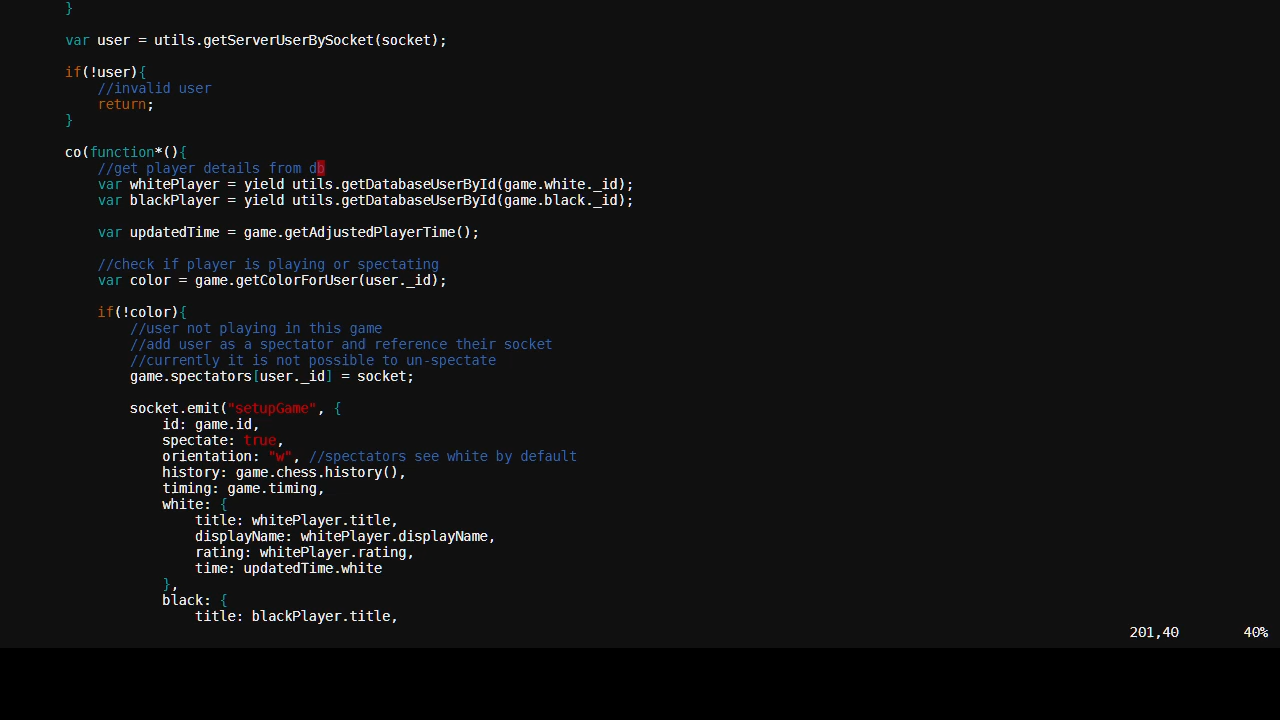 }
var user = utils.getServerUserBySocket(socket);
if(!user){
//invalid user
return;
}
co(function*(){
//get player details from db
var whitePlayer = yield utils.getDatabaseUserById(game.white._id);
var blackPlayer = yield utils.getDatabaseUserById(game.black._id);
var updatedTime = game.getAdjustedPlayerTime();
//check if player is playing or spectating
var color = game.getColorForUser(user._id);
if(!color){
//user not playing in this game
//add user as a spectator and reference their socket
//currently it is not possible to un-spectate
game.spectators[user._id] = socket;
socket.emit("setupGame", {
id: game.id,
spectate: true,
orientation: "w", //spectators see white by default
history: game.chess.history(),
timing: game.timing,
white: {
title: whitePlayer.title,
displayName: whitePlayer.displayName,
rating: whitePlayer.rating,
time: updatedTime.white
},
black: {
title: blackPlayer.title,
201,40 40%